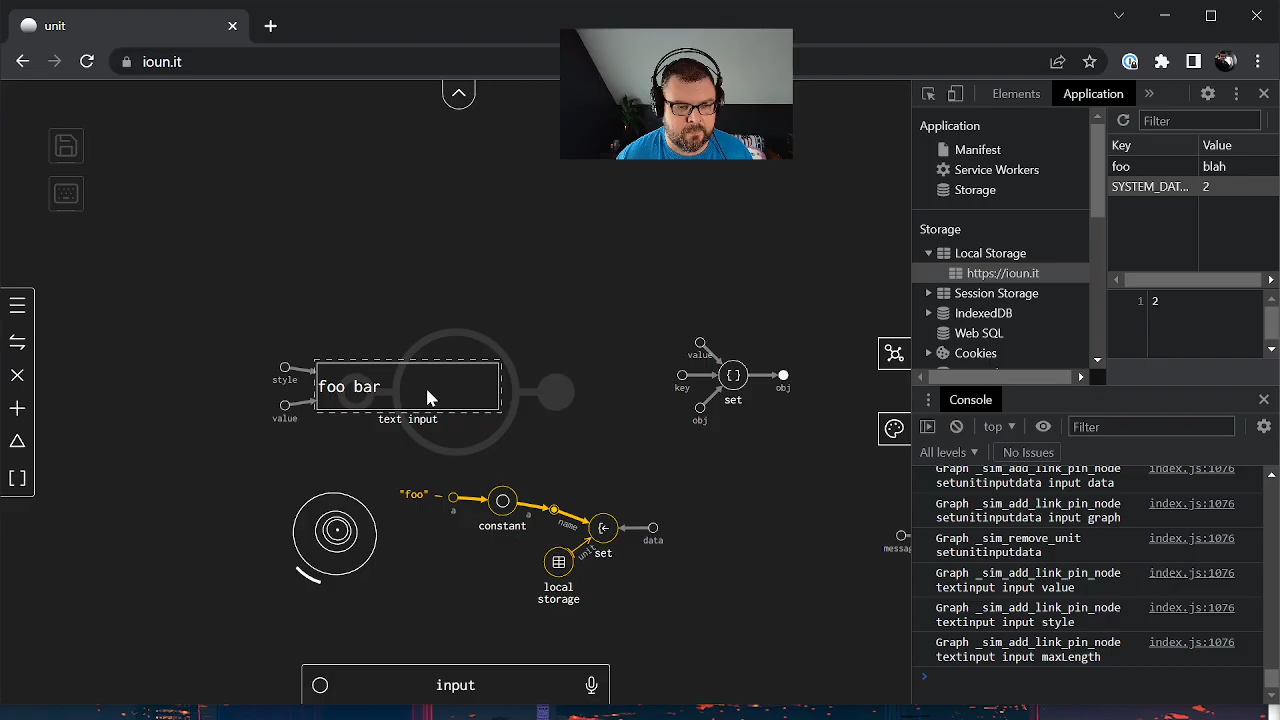 unit
ioun.it
Elements
Application
Application
Filter
Manifest
Service Workers
Storage
Key
Value
foo
blah
SYSTEM_DAT...
2
Storage
Local Storage
https://ioun.it
Session Storage
IndexedDB
Web SQL
Cookies
1
2
Console
top
Filter
All levels
No Issues
Graph _sim_add_link_pin_node index.js:1076
setunitinputdata input data
Graph _sim_add_link_pin_node index.js:1076
setunitinputdata input graph
Graph _sim_remove_unit index.js:1076
setunitinputdata
Graph _sim_add_link_pin_node index.js:1076
textinput input value
Graph _sim_add_link_pin_node index.js:1076
textinput input style
Graph _sim_add_link_pin_node index.js:1076
textinput input maxLength
style
value
foo bar
text input
value
key
obj
set
obj
"foo"
a
constant
a
name
set
data
unit
local
storage
messag
input